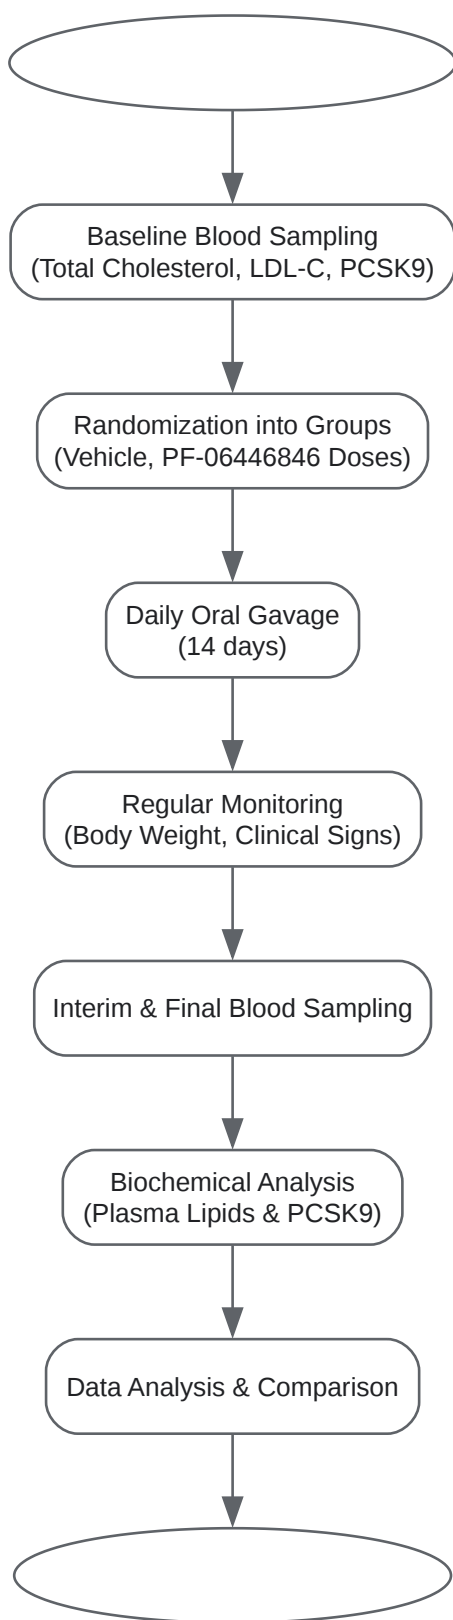 Baseline Blood Sampling
(Total Cholesterol, LDL-C, PCSK9)
Randomization into Groups
(Vehicle, PF-06446846 Doses)
Daily Oral Gavage
(14 days)
Regular Monitoring
(Body Weight, Clinical Signs)
Interim & Final Blood Sampling
Biochemical Analysis
(Plasma Lipids & PCSK9)
Data Analysis & Comparison